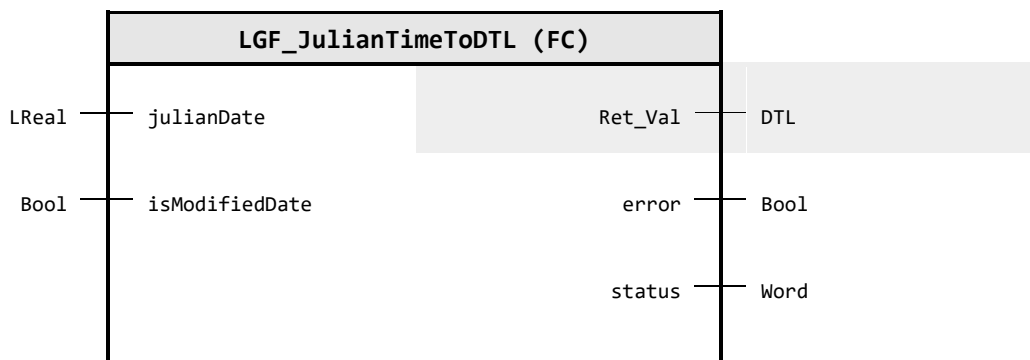 LGF_JulianTimeToDTL (FC)
LReal julianDate Ret_Val DTL
Bool isModifiedDate error Bool
status Word